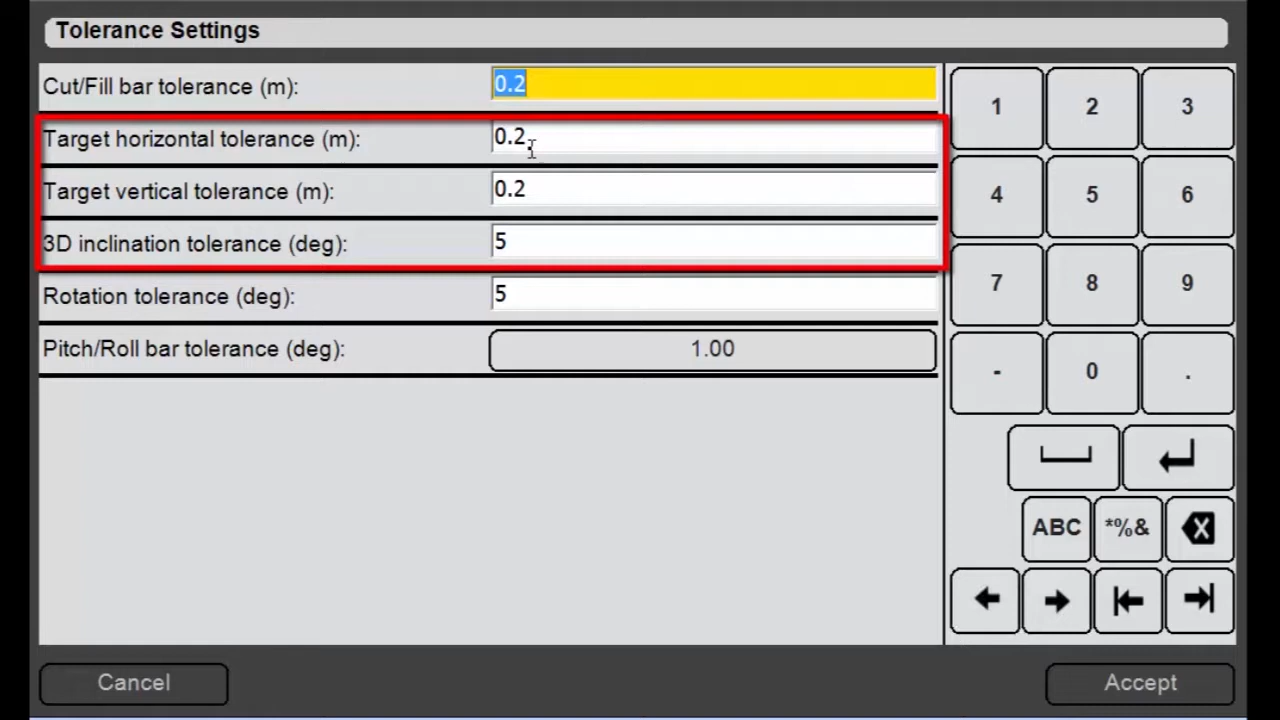 Tolerance Settings
Cut/Fill bar tolerance (m): 0.2
Target horizontal tolerance (m): 0.2
Target vertical tolerance (m): 0.2
3D inclination tolerance (deg): 5
Rotation tolerance (deg): 5
Pitch/Roll bar tolerance (deg): 1.00
1 2 3
4 5 6
7 8 9
- 0 .
ABC *%&
Cancel Accept